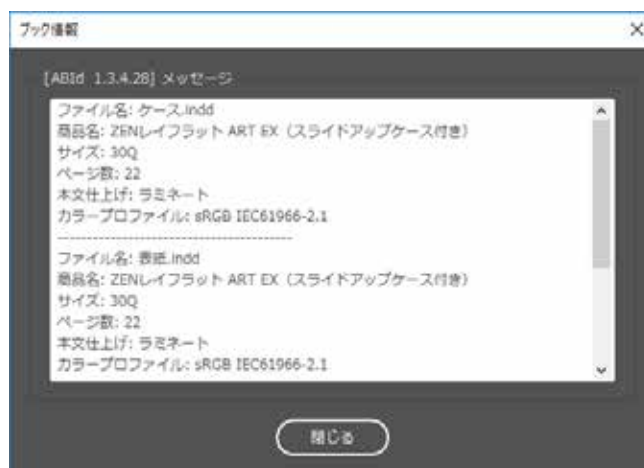 ブック情報
[ABId 1.3.4.28] メッセージ
ファイル名: ケース.indd
商品名: ZENレイフラット ART EX（スライドアップケース付き）
サイズ: 30Q
ページ数: 22
本文仕上げ: ラミネート
カラープロファイル: sRGB IEC61966-2.1
------------------------------------------
ファイル名: 表紙.indd
商品名: ZENレイフラット ART EX（スライドアップケース付き）
サイズ: 30Q
ページ数: 22
本文仕上げ: ラミネート
カラープロファイル: sRGB IEC61966-2.1
閉じる